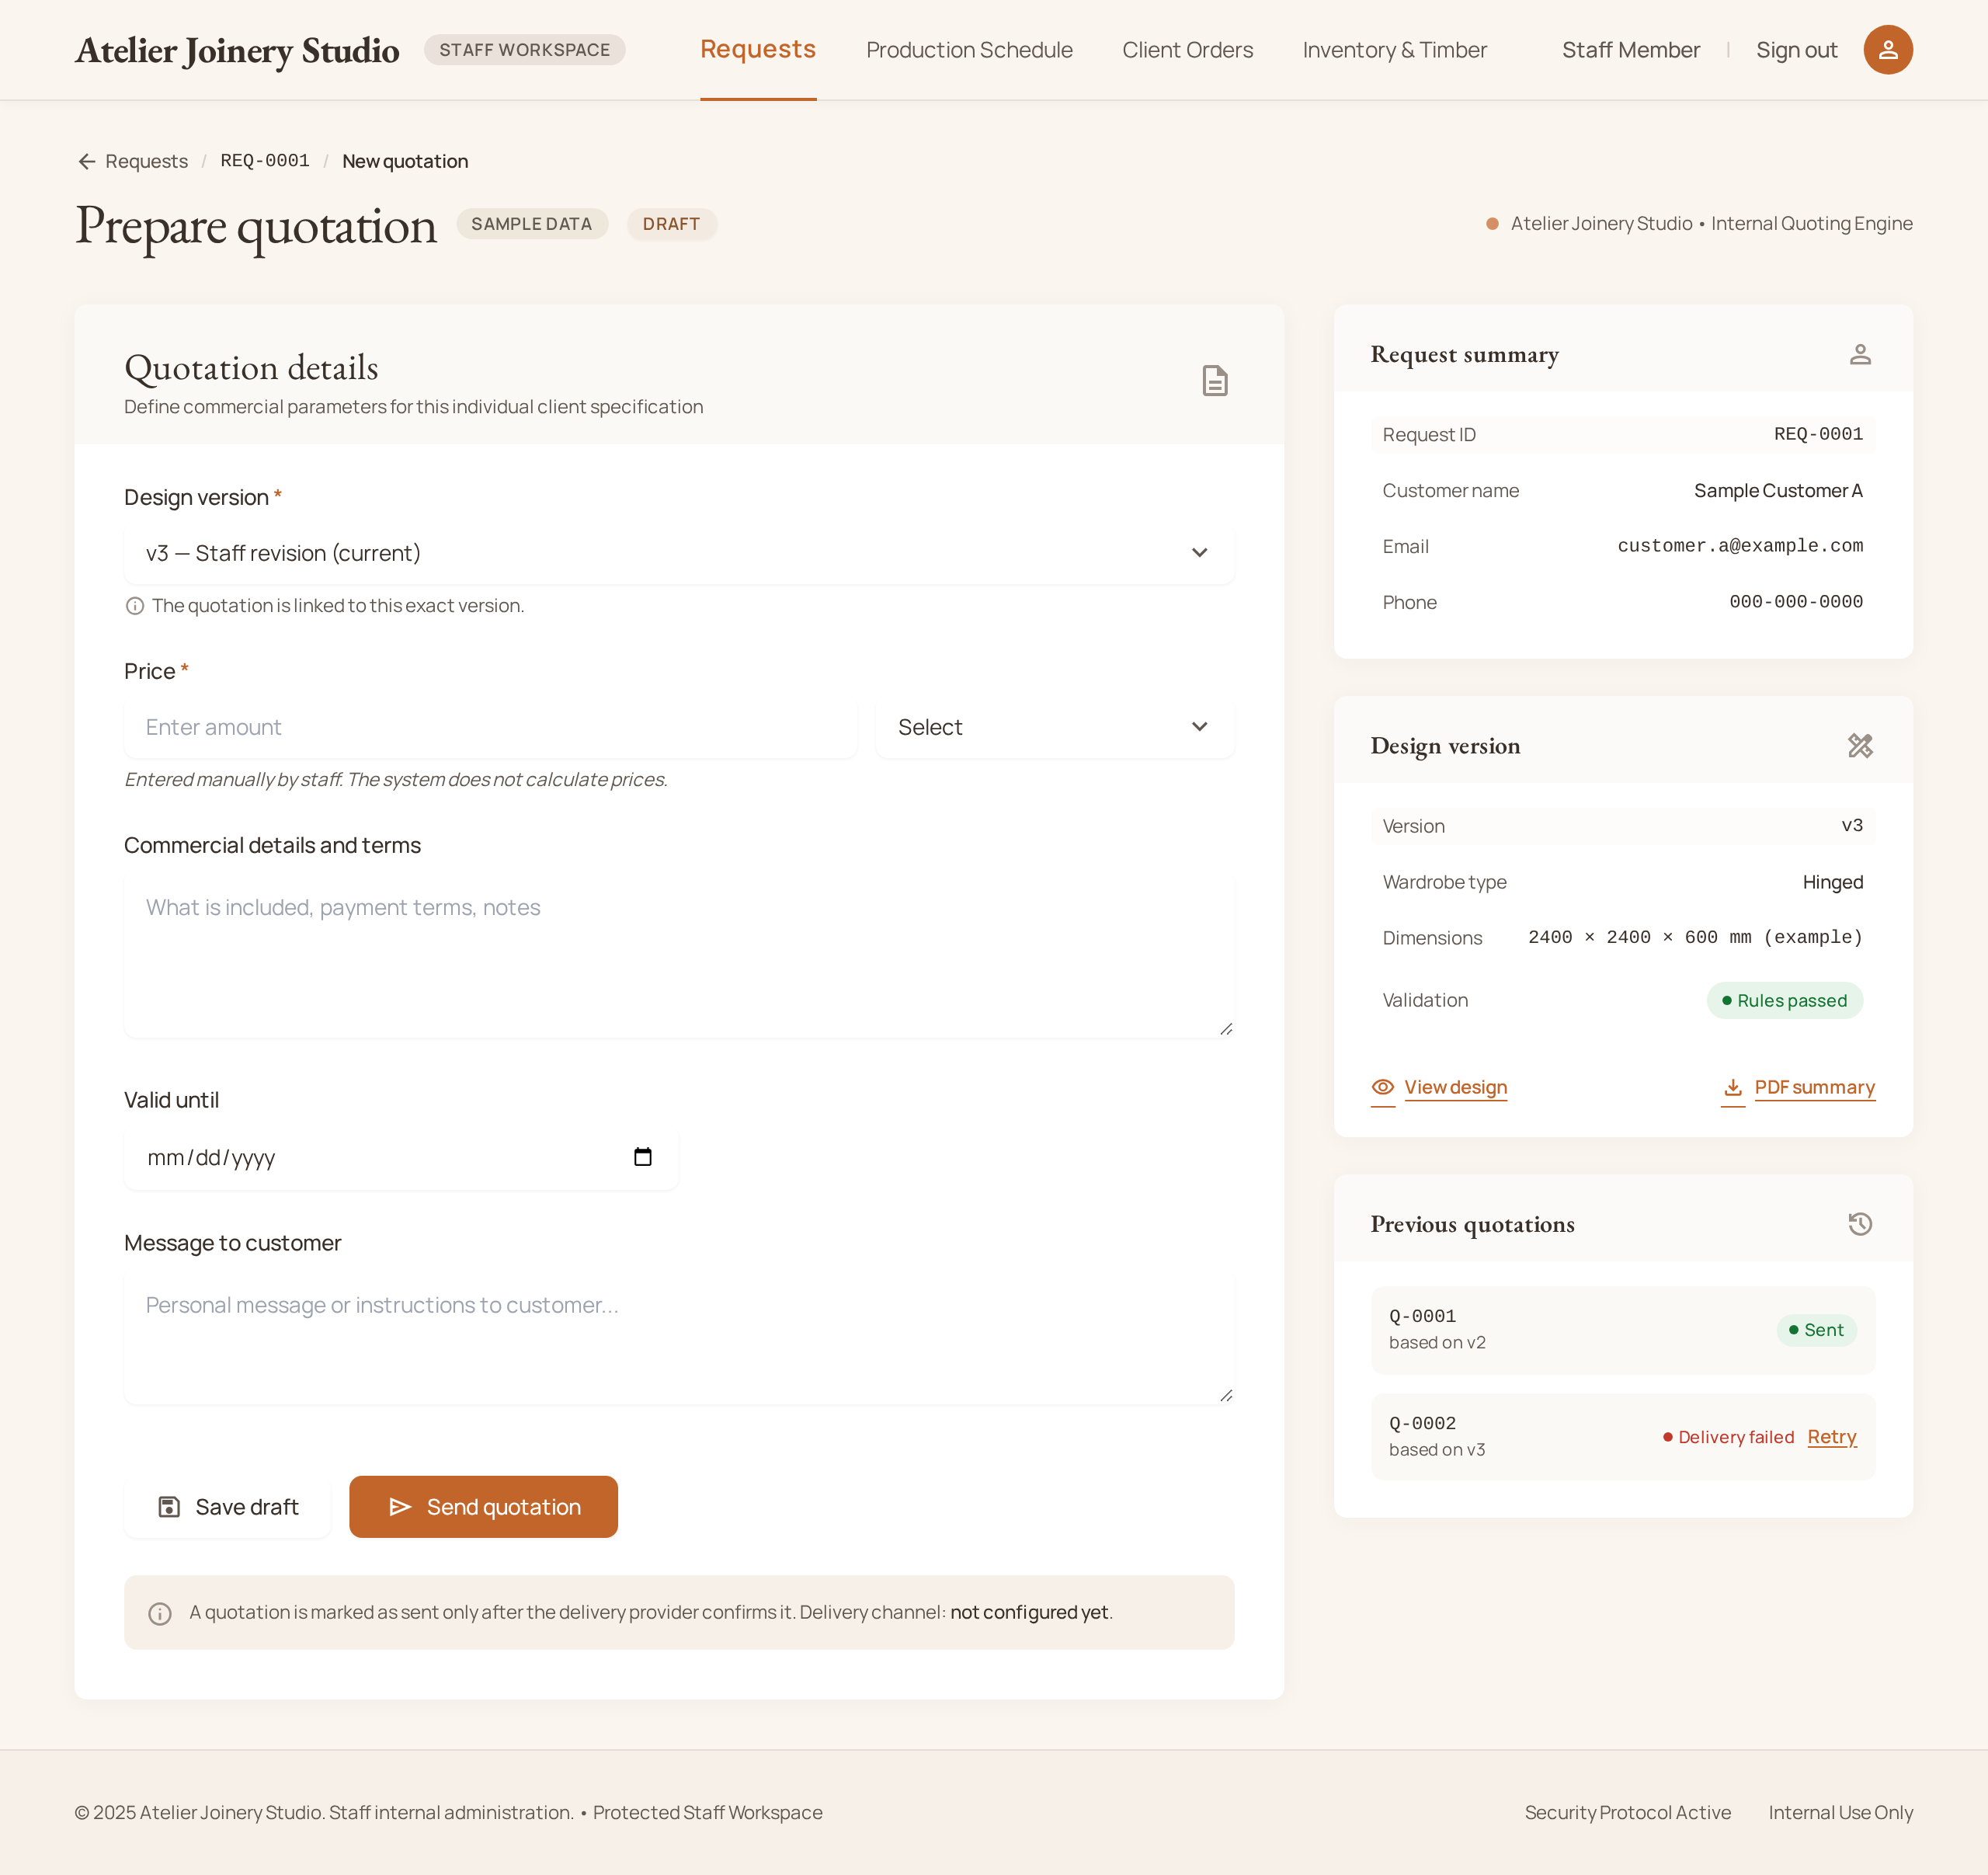 Atelier Joinery Studio STAFF WORKSPACE Requests Production Schedule Client Orders Inventory & Timber Staff Member | Sign out
Requests / REQ-0001 / New quotation
Prepare quotation SAMPLE DATA DRAFT Atelier Joinery Studio • Internal Quoting Engine
Quotation details
Define commercial parameters for this individual client specification
Design version *
v3 — Staff revision (current)
The quotation is linked to this exact version.
Price *
Enter amount Select
Entered manually by staff. The system does not calculate prices.
Commercial details and terms
What is included, payment terms, notes
Valid until
mm/dd/yyyy
Message to customer
Personal message or instructions to customer...
Save draft Send quotation
A quotation is marked as sent only after the delivery provider confirms it. Delivery channel: not configured yet.
Request summary
Request ID REQ-0001
Customer name Sample Customer A
Email customer.a@example.com
Phone 000-000-0000
Design version
Version v3
Wardrobe type Hinged
Dimensions 2400 × 2400 × 600 mm (example)
Validation Rules passed
View design PDF summary
Previous quotations
Q-0001
based on v2
Sent
Q-0002
based on v3
Delivery failed Retry
© 2025 Atelier Joinery Studio. Staff internal administration. • Protected Staff Workspace Security Protocol Active Internal Use Only